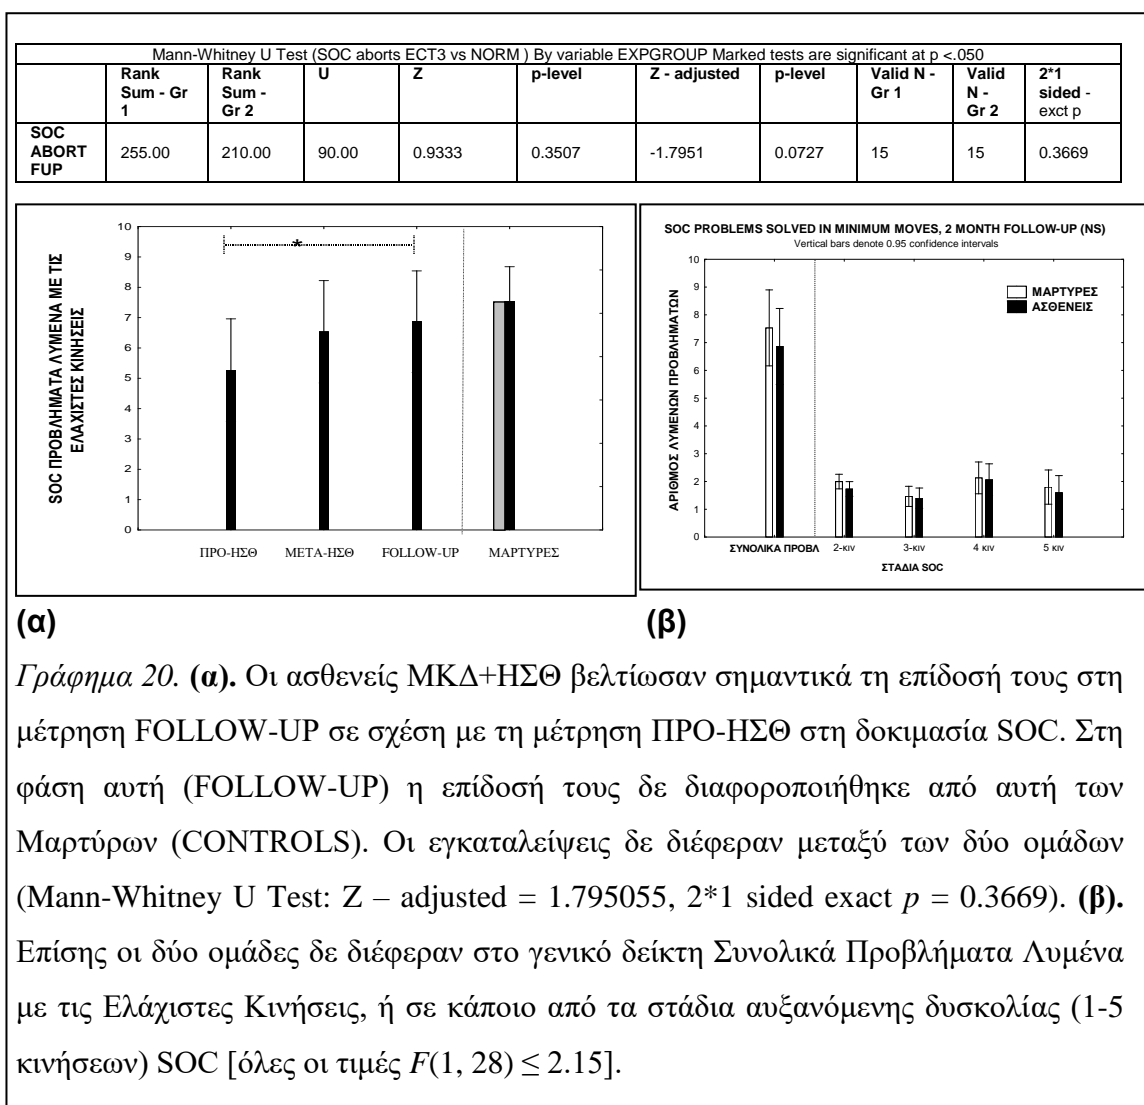 Mann-Whitney U Test (SOC aborts ECT3 vs NORM ) By variable EXPGROUP Marked tests are significant at p <.050
Rank Sum - Gr 1 Rank Sum - Gr 2 U Z p-level Z - adjusted p-level Valid N - Gr 1 Valid N - Gr 2 2*1 sided - exct p
SOC ABORT FUP 255.00 210.00 90.00 0.9333 0.3507 -1.7951 0.0727 15 15 0.3669
SOC ΠΡΟΒΛΗΜΑΤΑ ΛΥΜΕΝΑ ΜΕ ΤΙΣ
ΕΛΑΧΙΣΤΕΣ ΚΙΝΗΣΕΙΣ
10
9
8
7
6
5
4
3
2
1
0
*
ΠΡΟ-ΗΣΘ ΜΕΤΑ-ΗΣΘ FOLLOW-UP ΜΑΡΤΥΡΕΣ
SOC PROBLEMS SOLVED IN MINIMUM MOVES, 2 MONTH FOLLOW-UP (NS)
Vertical bars denote 0.95 confidence intervals
ΑΡΙΘΜΟΣ ΛΥΜΕΝΩΝ ΠΡΟΒΛΗΜΑΤΩΝ
10
9
8
7
6
5
4
3
2
1
0
ΜΑΡΤΥΡΕΣ
ΑΣΘΕΝΕΙΣ
ΣΥΝΟΛΙΚΑ ΠΡΟΒΛ 2-κιν 3-κιν 4 κιν 5 κιν
ΣΤΑΔΙΑ SOC
(α) (β)
Γράφημα 20. (α). Οι ασθενείς ΜΚΔ+ΗΣΘ βελτίωσαν σημαντικά τη επίδοσή τους στη
μέτρηση FOLLOW-UP σε σχέση με τη μέτρηση ΠΡΟ-ΗΣΘ στη δοκιμασία SOC. Στη
φάση αυτή (FOLLOW-UP) η επίδοσή τους δε διαφοροποιήθηκε από αυτή των
Μαρτύρων (CONTROLS). Οι εγκαταλείψεις δε διέφεραν μεταξύ των δύο ομάδων
(Mann-Whitney U Test: Z – adjusted = 1.795055, 2*1 sided exact p = 0.3669). (β).
Επίσης οι δύο ομάδες δε διέφεραν στο γενικό δείκτη Συνολικά Προβλήματα Λυμένα
με τις Ελάχιστες Κινήσεις, ή σε κάποιο από τα στάδια αυξανόμενης δυσκολίας (1-5
κινήσεων) SOC [όλες οι τιμές F(1, 28) ≤ 2.15].